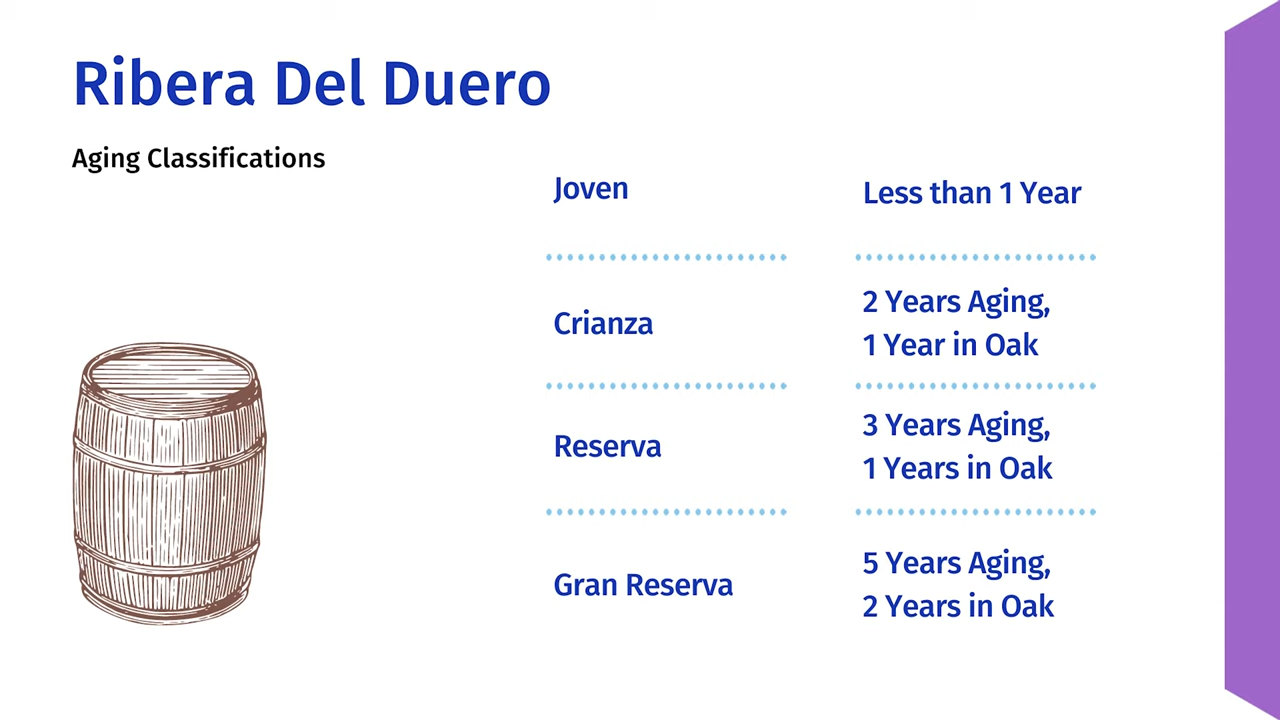 Ribera Del Duero
Aging Classifications
Joven
Less than 1 Year
Crianza
2 Years Aging,
1 Year in Oak
Reserva
3 Years Aging,
1 Years in Oak
Gran Reserva
5 Years Aging,
2 Years in Oak